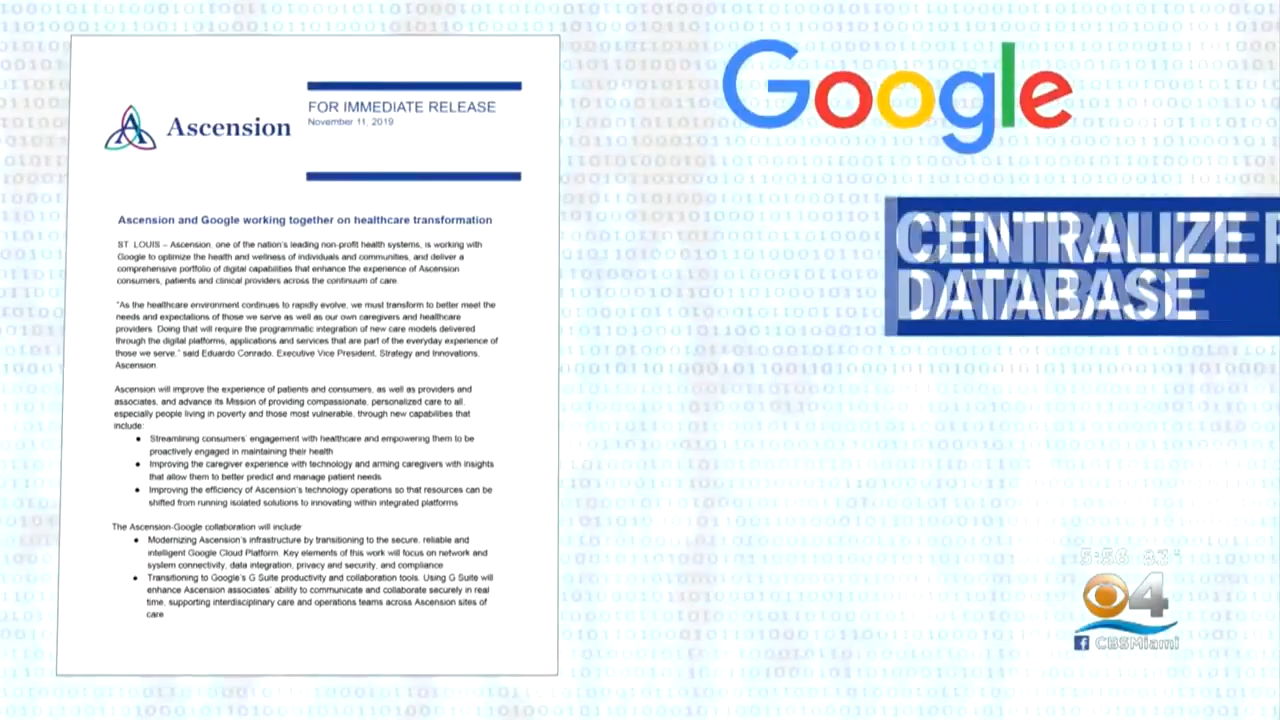 Ascension
FOR IMMEDIATE RELEASE
November 11, 2019
Ascension and Google working together on healthcare transformation
ST. LOUIS – Ascension, one of the nation's leading non-profit health systems, is working with
Google to optimize the health and wellness of individuals and communities, and deliver a
comprehensive portfolio of digital capabilities that enhance the experience of Ascension
consumers, patients and clinical providers across the continuum of care.
"As the healthcare environment continues to rapidly evolve, we must transform to better meet the
needs and expectations of those we serve as well as our own caregivers and healthcare
providers. Doing that will require the programmatic integration of new care models delivered
through the digital platforms, applications and services that are part of the everyday experience of
those we serve," said Eduardo Conrado, Executive Vice President, Strategy and Innovations,
Ascension.
Ascension will improve the experience of patients and consumers, as well as providers and
associates, and advance its Mission of providing compassionate, personalized care to all,
especially people living in poverty and those most vulnerable, through new capabilities that
include:
● Streamlining consumers' engagement with healthcare and empowering them to be
proactively engaged in maintaining their health
● Improving the caregiver experience with technology and arming caregivers with insights
that allow them to better predict and manage patient needs
● Improving the efficiency of Ascension's technology operations so that resources can be
shifted from running isolated solutions to innovating within integrated platforms
The Ascension-Google collaboration will include:
● Modernizing Ascension's infrastructure by transitioning to the secure, reliable and
intelligent Google Cloud Platform. Key elements of this work will focus on network and
system connectivity, data integration, privacy and security, and compliance
● Transitioning to Google's G Suite productivity and collaboration tools. Using G Suite will
enhance Ascension associates' ability to communicate and collaborate securely in real
time, supporting interdisciplinary care and operations teams across Ascension sites of
care
Google
CENTRALIZE
DATABASE
5:56
4
CBSMiami